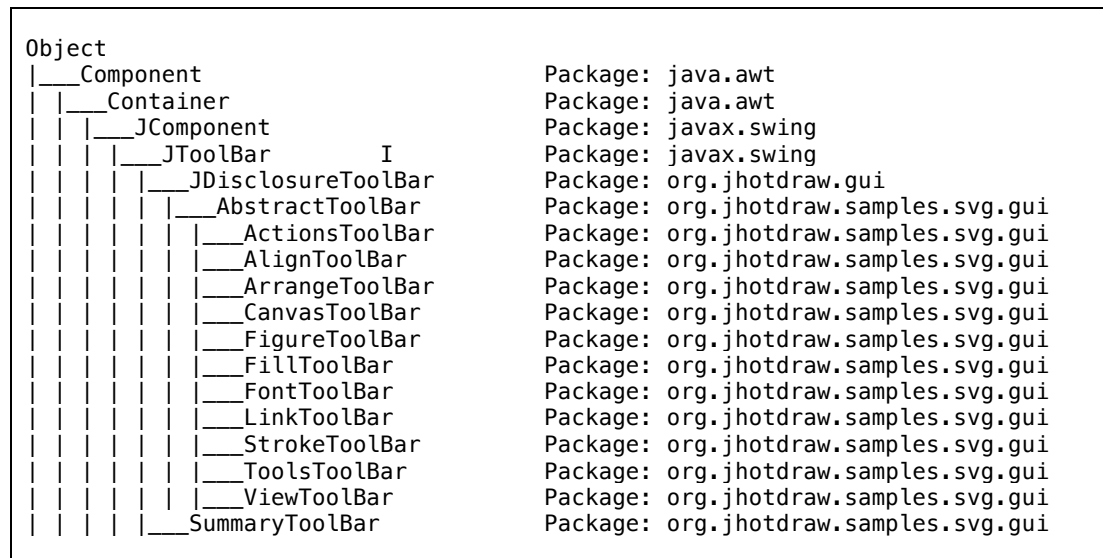 Object
|___Component                         Package: java.awt
| |___Container                       Package: java.awt
| | |___JComponent                    Package: javax.swing
| | | |___JToolBar        I           Package: javax.swing
| | | | |___JDisclosureToolBar        Package: org.jhotdraw.gui
| | | | | |___AbstractToolBar         Package: org.jhotdraw.samples.svg.gui
| | | | | | |___ActionsToolBar        Package: org.jhotdraw.samples.svg.gui
| | | | | | |___AlignToolBar          Package: org.jhotdraw.samples.svg.gui
| | | | | | |___ArrangeToolBar        Package: org.jhotdraw.samples.svg.gui
| | | | | | |___CanvasToolBar         Package: org.jhotdraw.samples.svg.gui
| | | | | | |___FigureToolBar         Package: org.jhotdraw.samples.svg.gui
| | | | | | |___FillToolBar           Package: org.jhotdraw.samples.svg.gui
| | | | | | |___FontToolBar           Package: org.jhotdraw.samples.svg.gui
| | | | | | |___LinkToolBar           Package: org.jhotdraw.samples.svg.gui
| | | | | | |___StrokeToolBar         Package: org.jhotdraw.samples.svg.gui
| | | | | | |___ToolsToolBar          Package: org.jhotdraw.samples.svg.gui
| | | | | | |___ViewToolBar           Package: org.jhotdraw.samples.svg.gui
| | | | |___SummaryToolBar            Package: org.jhotdraw.samples.svg.gui